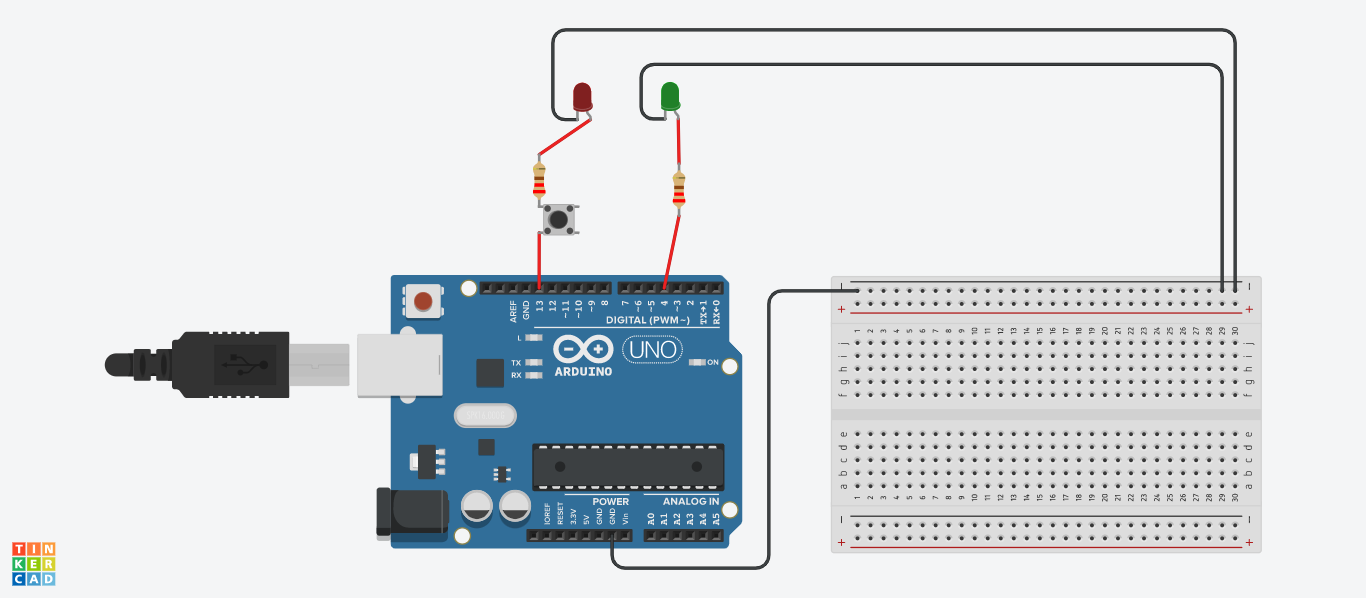 AREF
GND
13
12
~11
~10
~9
8
7
~6
~5
4
~3
2
TX→1
RX←0
DIGITAL (PWM~)
L
TX
RX
ARDUINO
UNO
ON
IOREF
RESET
3.3V
5V
GND
GND
Vin
POWER
ANALOG IN
A0
A1
A2
A3
A4
A5
− −
+ +
1 2 3 4 5 6 7 8 9 10 11 12 13 14 15 16 17 18 19 20 21 22 23 24 25 26 27 28 29 30
j j
i i
h h
g g
f f
e e
d d
c c
b b
a a
1 2 3 4 5 6 7 8 9 10 11 12 13 14 15 16 17 18 19 20 21 22 23 24 25 26 27 28 29 30
− −
+ +
TIN
KER
CAD